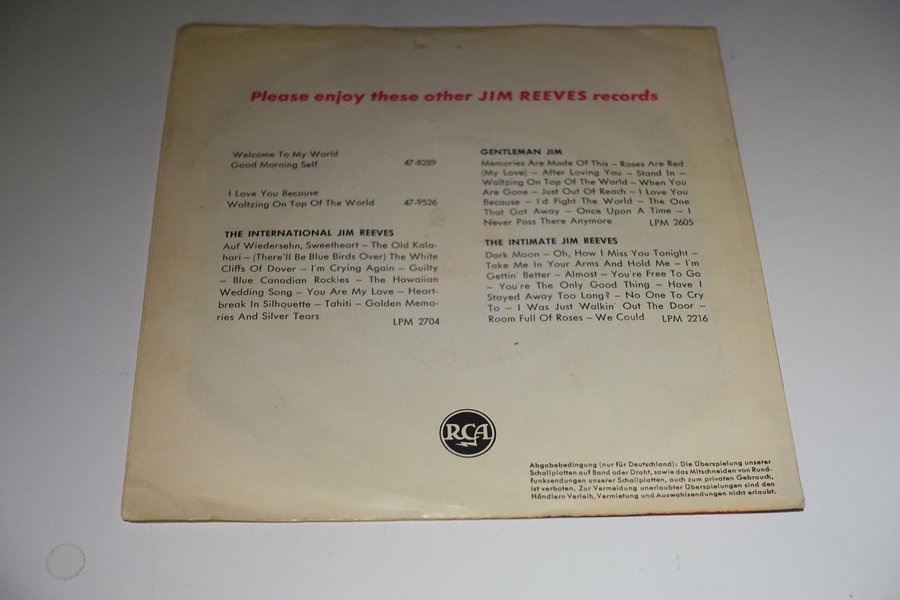 Please enjoy these other JIM REEVES records
Welcome To My World
Good Morning Self 47-8289
I Love You Because
Waltzing On Top Of The World 47-9526
THE INTERNATIONAL JIM REEVES
Auf Wiedersehn, Sweetheart – The Old Kala-
hari – (There'll Be Blue Birds Over) The White
Cliffs Of Dover – I'm Crying Again – Guilty
– Blue Canadian Rockies – The Hawaiian
Wedding Song – You Are My Love – Heart-
break In Silhouette – Tahiti – Golden Memo-
ries And Silver Tears
LPM 2704
GENTLEMAN JIM
Memories Are Made Of This – Roses Are Red
(My Love) – After Loving You – Stand In –
Waltzing On Top Of The World – When You
Are Gone – Just Out Of Reach – I Love You
Because – I'd Fight The World – The One
That Got Away – Once Upon A Time – I
Never Pass There Anymore LPM 2605
THE INTIMATE JIM REEVES
Dark Moon – Oh, How I Miss You Tonight –
Take Me In Your Arms And Hold Me – I'm
Gettin' Better – Almost – You're Free To Go
– You're The Only Good Thing – Have I
Stayed Away Too Long? – No One To Cry
To – I Was Just Walkin' Out The Door –
Room Full Of Roses – We Could LPM 2216
RCA
Abgabebedingung (nur für Deutschland): Die Überspielung unserer
Schallplatten auf Band oder Draht, sowie das Mitschneiden von Rund-
funksendungen unserer Schallplatten, auch zum privaten Gebrauch,
ist verboten. Zur Vermeidung unerlaubter Überspielungen sind den
Händlern Verleih, Vermietung und Auswahlsendungen nicht erlaubt.